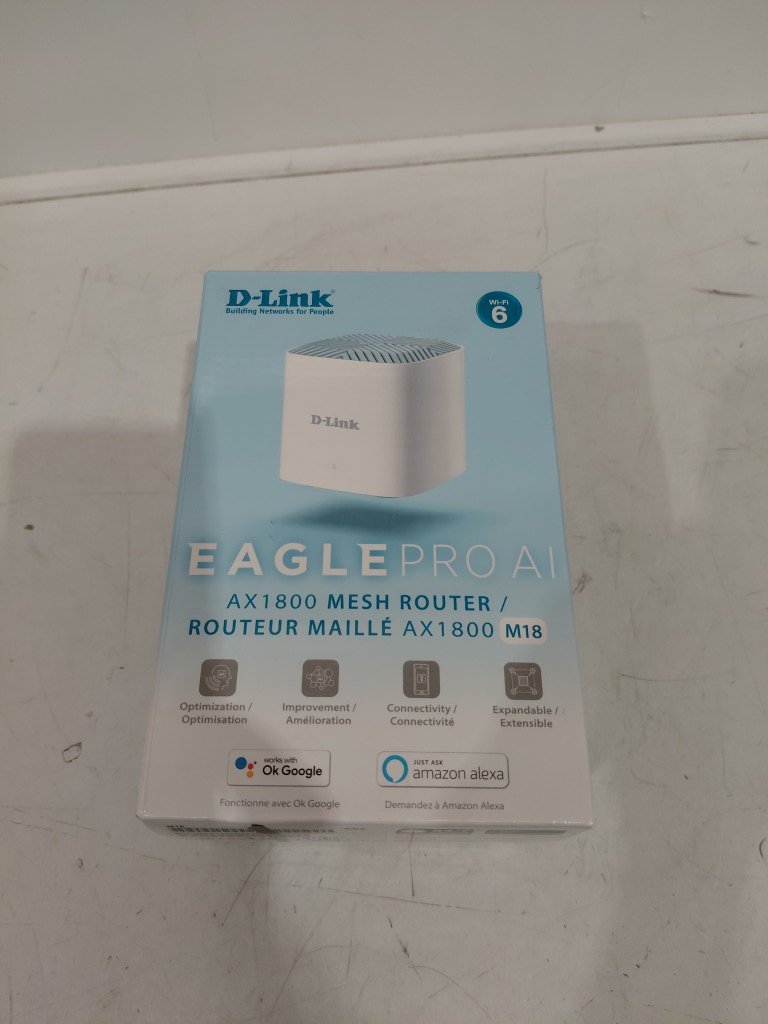 D-Link
Building Networks for People
Wi-Fi
6
D-Link
EAGLE PRO AI
AX1800 MESH ROUTER /
ROUTEUR MAILLÉ AX1800 M18
Optimization /
Optimisation
Improvement /
Amélioration
Connectivity /
Connectivité
Expandable /
Extensible
works with
Ok Google
Fonctionne avec Ok Google
JUST ASK
amazon alexa
Demandez à Amazon Alexa